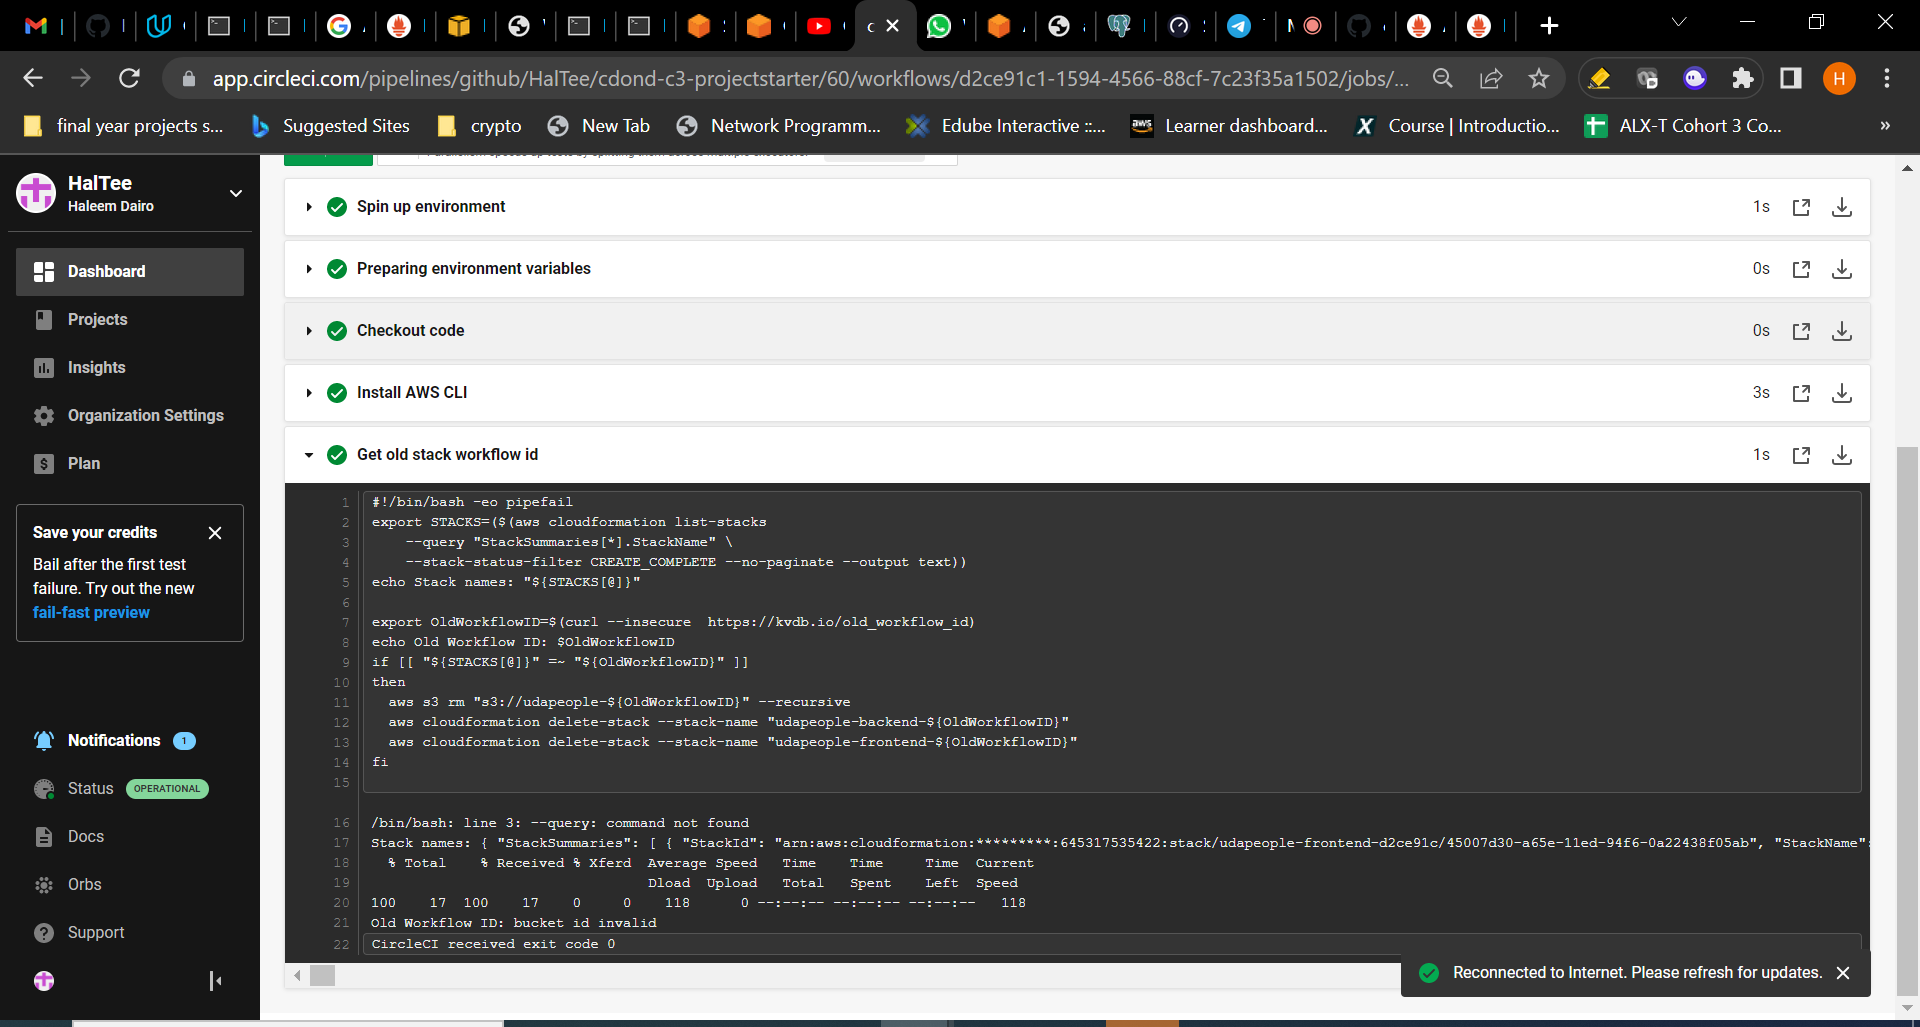 app.circleci.com/pipelines/github/HalTee/cdond-c3-projectstarter/60/workflows/d2ce91c1-1594-4566-88cf-7c23f35a1502/jobs/...
H
final year projects s...
Suggested Sites
crypto
New Tab
Network Programm...
Edube Interactive ::...
aws
Learner dashboard...
Course | Introductio...
ALX-T Cohort 3 Co...
»
HalTee
Haleem Dairo
Dashboard
Projects
Insights
Organization Settings
Plan
Save your credits
Bail after the first test
failure. Try out the new
fail-fast preview
Notifications 1
Status OPERATIONAL
Docs
Orbs
Support
Spin up environment 1s
Preparing environment variables 0s
Checkout code 0s
Install AWS CLI 3s
Get old stack workflow id 1s
1 #!/bin/bash -eo pipefail
2 export STACKS=($(aws cloudformation list-stacks
3 --query "StackSummaries[*].StackName" \
4 --stack-status-filter CREATE_COMPLETE --no-paginate --output text))
5 echo Stack names: "${STACKS[@]}"
6
7 export OldWorkflowID=$(curl --insecure  https://kvdb.io/old_workflow_id)
8 echo Old Workflow ID: $OldWorkflowID
9 if [[ "${STACKS[@]}" =~ "${OldWorkflowID}" ]]
10 then
11 aws s3 rm "s3://udapeople-${OldWorkflowID}" --recursive
12 aws cloudformation delete-stack --stack-name "udapeople-backend-${OldWorkflowID}"
13 aws cloudformation delete-stack --stack-name "udapeople-frontend-${OldWorkflowID}"
14 fi
15
16 /bin/bash: line 3: --query: command not found
17 Stack names: { "StackSummaries": [ { "StackId": "arn:aws:cloudformation:*********:645317535422:stack/udapeople-frontend-d2ce91c/45007d30-a65e-11ed-94f6-0a22438f05ab", "StackName":
18 % Total % Received % Xferd Average Speed Time Time Time Current
19 Dload Upload Total Spent Left Speed
20 100 17 100 17 0 0 118 0 --:--:-- --:--:-- --:--:-- 118
21 Old Workflow ID: bucket id invalid
22 CircleCI received exit code 0
Reconnected to Internet. Please refresh for updates.